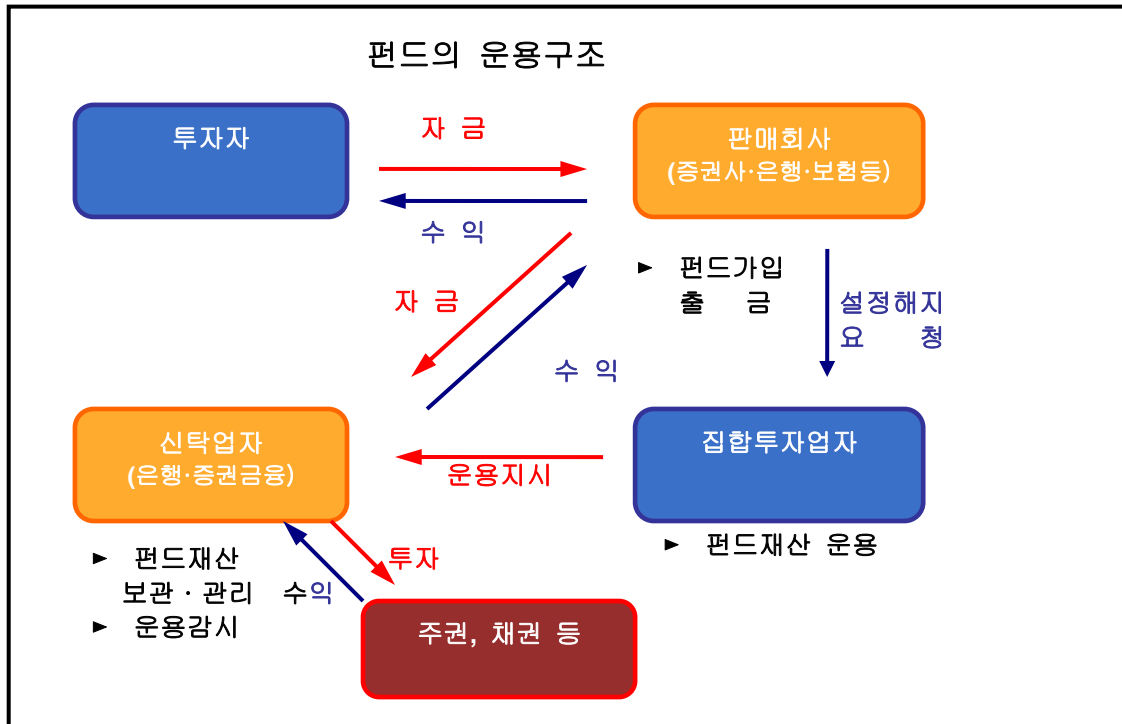 펀드의 운용구조
투자자
자 금
수 익
판매회사
(증권사·은행·보험등)
► 펀드가입
출 금
설정해지
요 청
자 금
수 익
신탁업자
(은행·증권금융)
운용지시
집합투자업자
► 펀드재산 운용
► 펀드재산
보관 · 관리
► 운용감시
수익
투자
주권, 채권 등